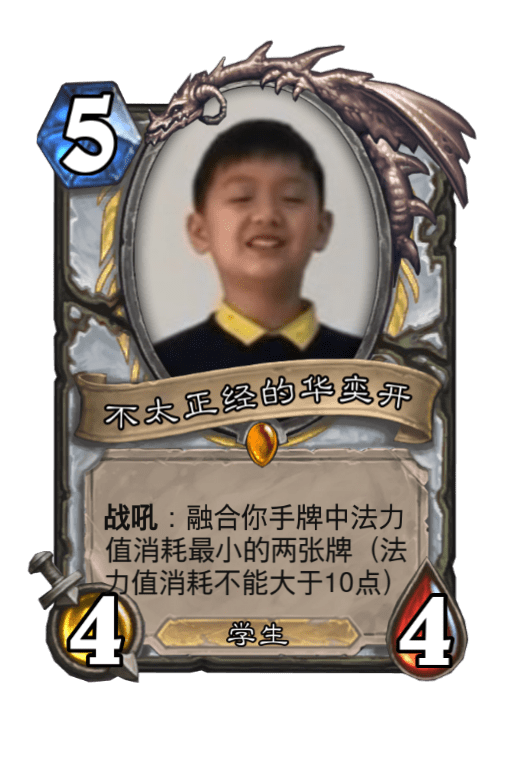 5
不太正经的华奕开
战吼：融合你手牌中法力
值消耗最小的两张牌（法
力值消耗不能大于10点）
4
学生
4